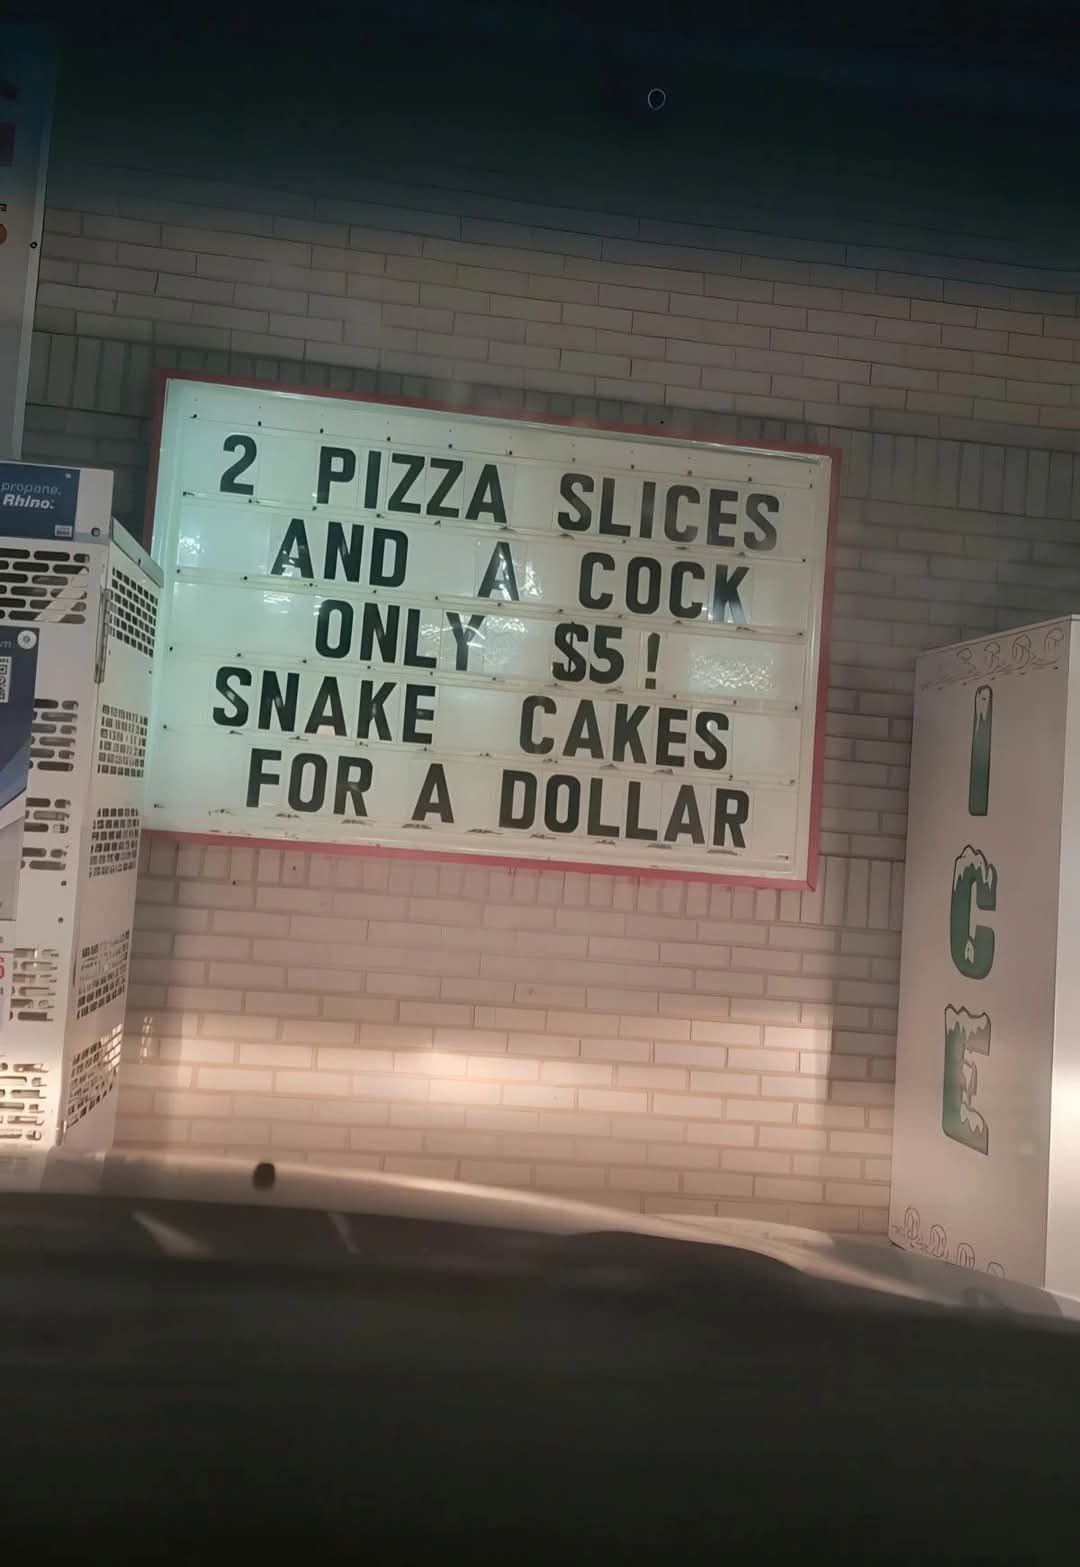 2 PIZZA SLICES
AND A COCK
ONLY $5!
SNAKE CAKES
FOR A DOLLAR
propane.
Rhino.
ICE